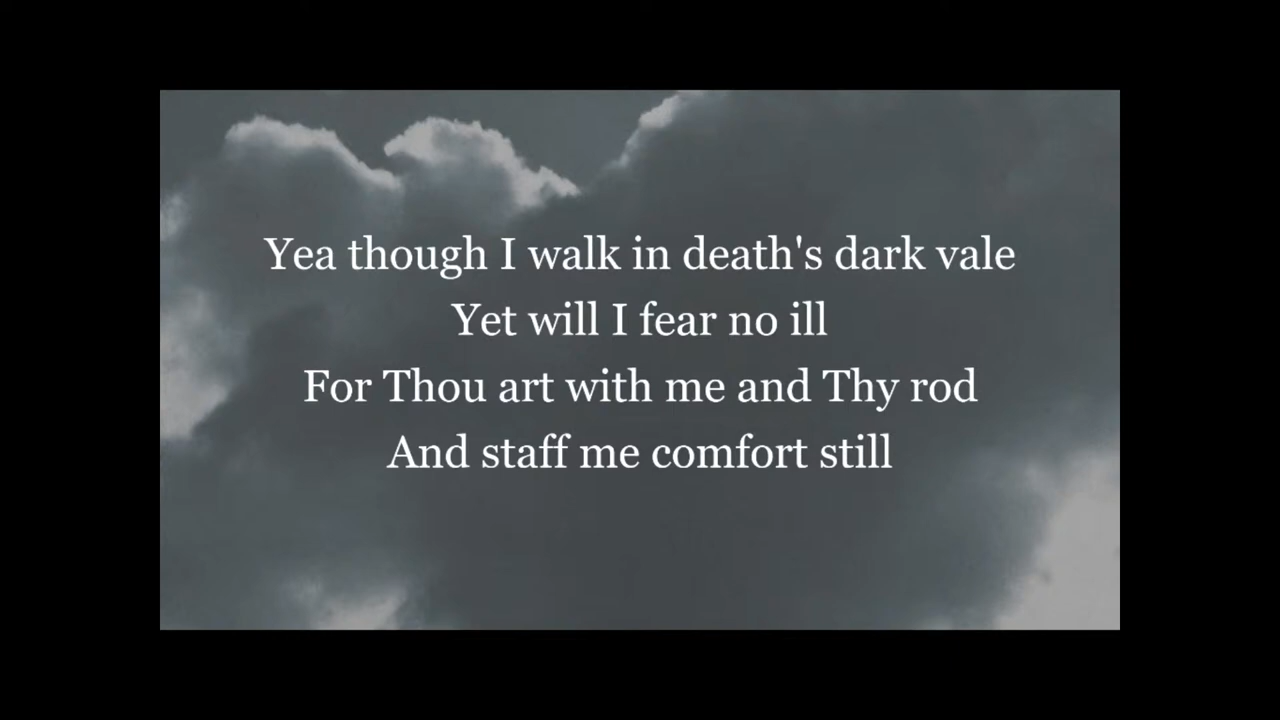 Yea though I walk in death's dark vale
Yet will I fear no ill
For Thou art with me and Thy rod
And staff me comfort still